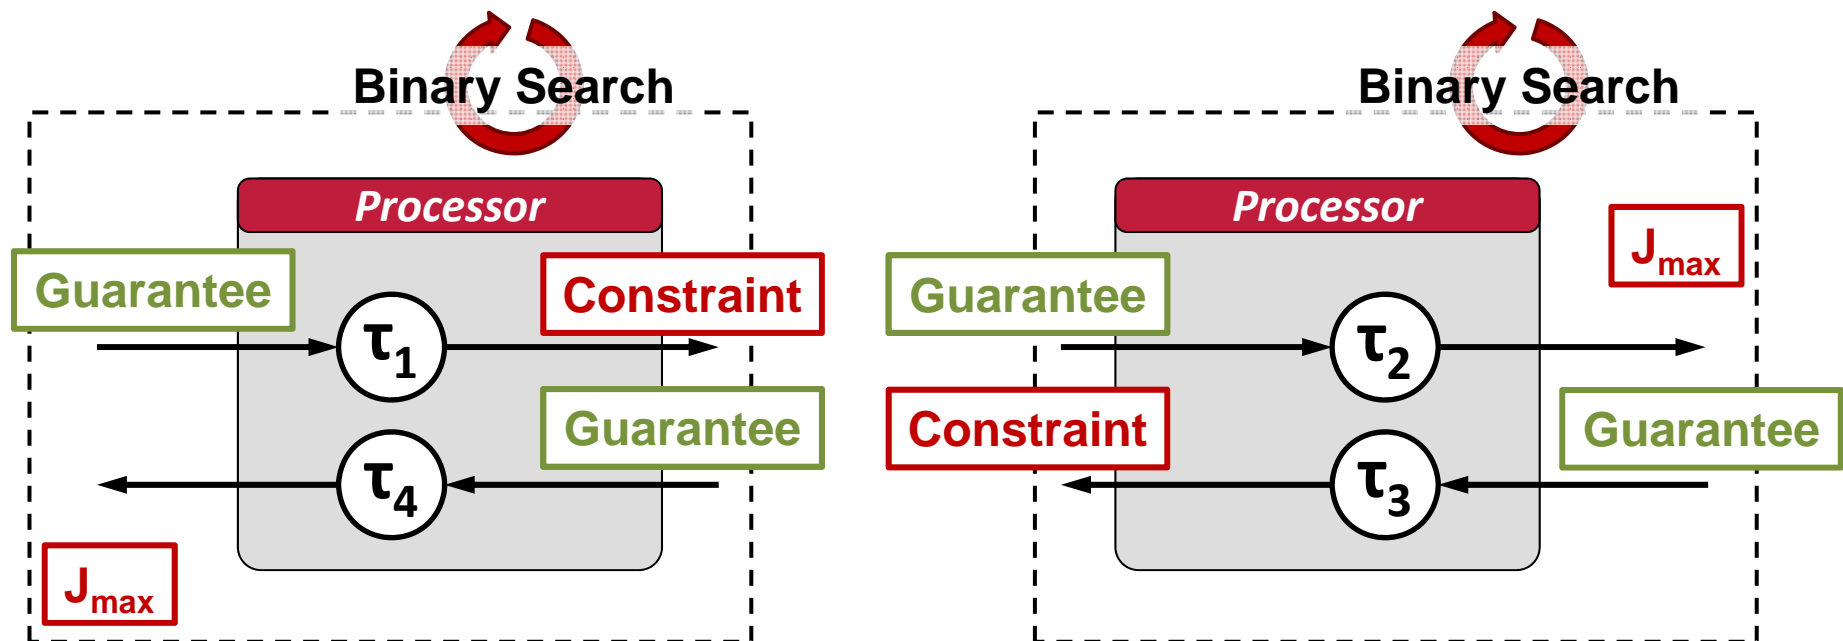 Binary Search
Processor
Guarantee
Constraint
τ1
Guarantee
τ4
Jmax
Binary Search
Processor
Jmax
Guarantee
τ2
Constraint
Guarantee
τ3